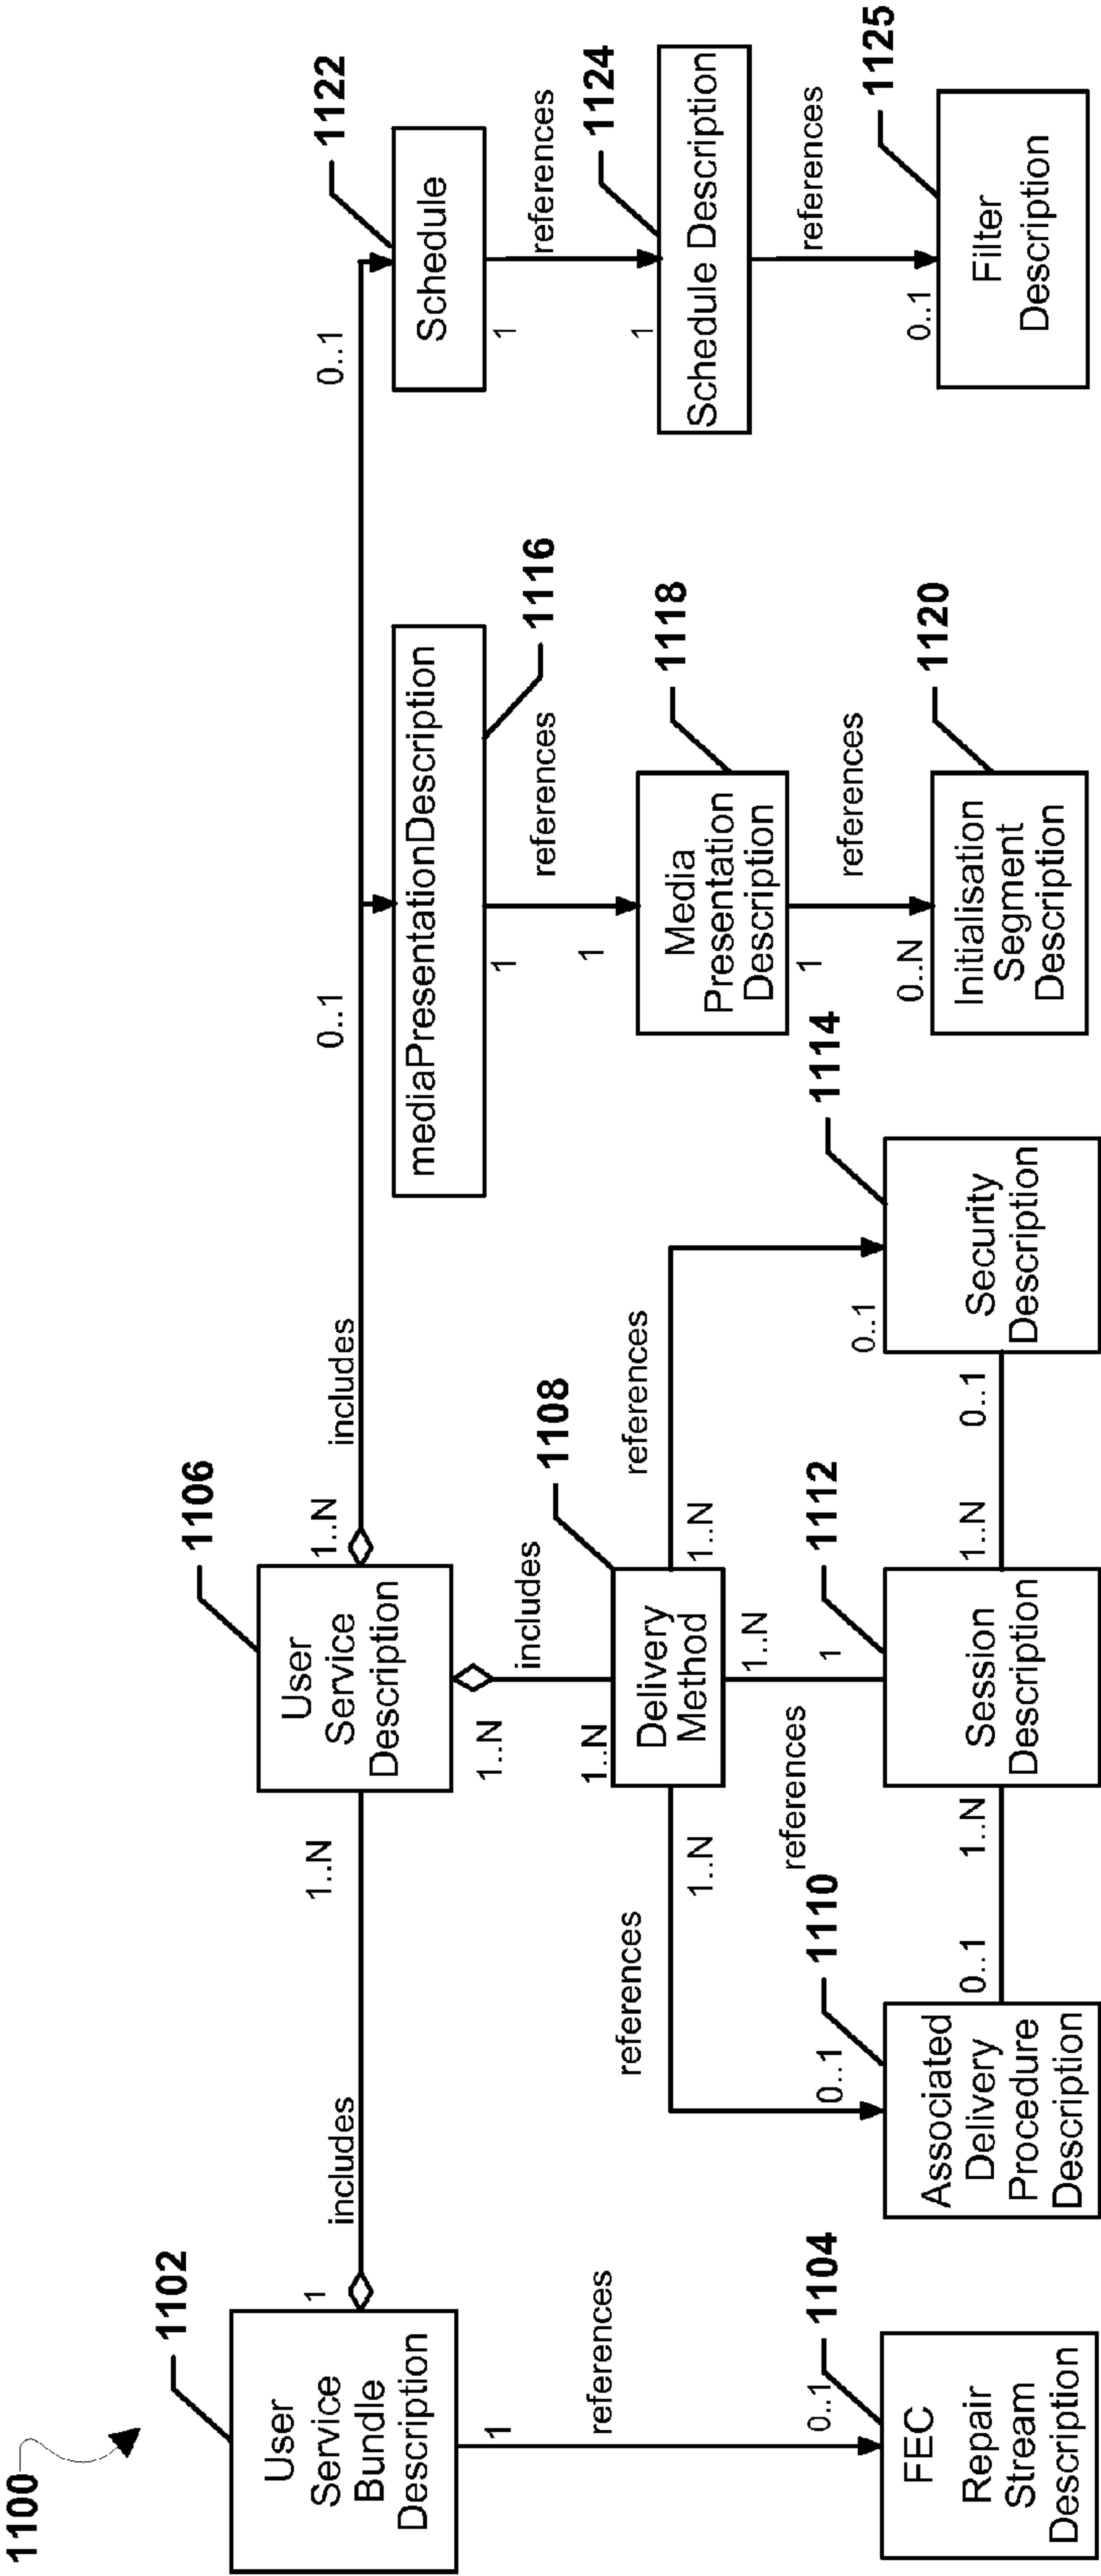 1100
1102
User
Service
Bundle
Description
1
includes
1..N
1106
User
Service
Description
1..N
includes
0..1
0..1
1122
Schedule
1
references
1
1124
Schedule Description
references
0..1
1125
Filter
Description
mediaPresentationDescription
1116
1
references
1
1118
Media
Presentation
Description
1
references
0..N
1120
Initialisation
Segment
Description
1..N
includes
1..N
1108
Delivery
Method
1..N
references
0..1
1114
Security
Description
1..N
references
1
1112
Session
Description
1..N
0..1
1..N
references
0..1
1110
Associated
Delivery
Procedure
Description
0..1
1..N
1
references
0..1
1104
FEC
Repair
Stream
Description